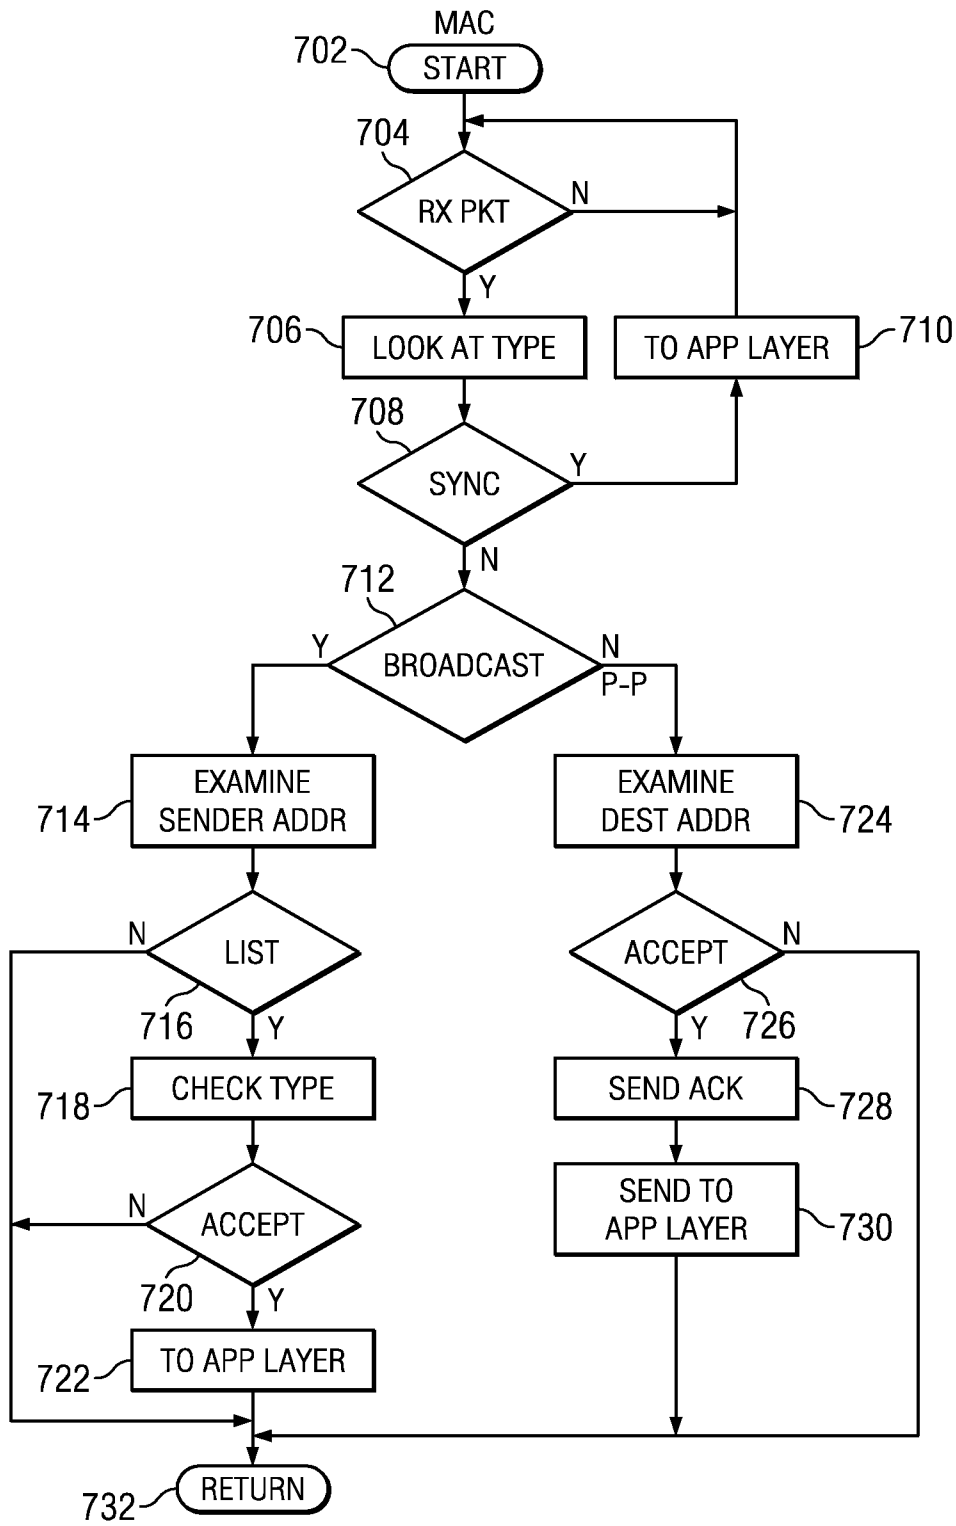 MAC
702
START
704
RX PKT
N
Y
706
LOOK AT TYPE
TO APP LAYER
710
708
SYNC
Y
N
712
Y
BROADCAST
N
P-P
714
EXAMINE
SENDER ADDR
EXAMINE
DEST ADDR
724
N
LIST
716
Y
ACCEPT
N
726
Y
718
CHECK TYPE
SEND ACK
728
N
ACCEPT
720
Y
SEND TO
APP LAYER
730
722
TO APP LAYER
732
RETURN